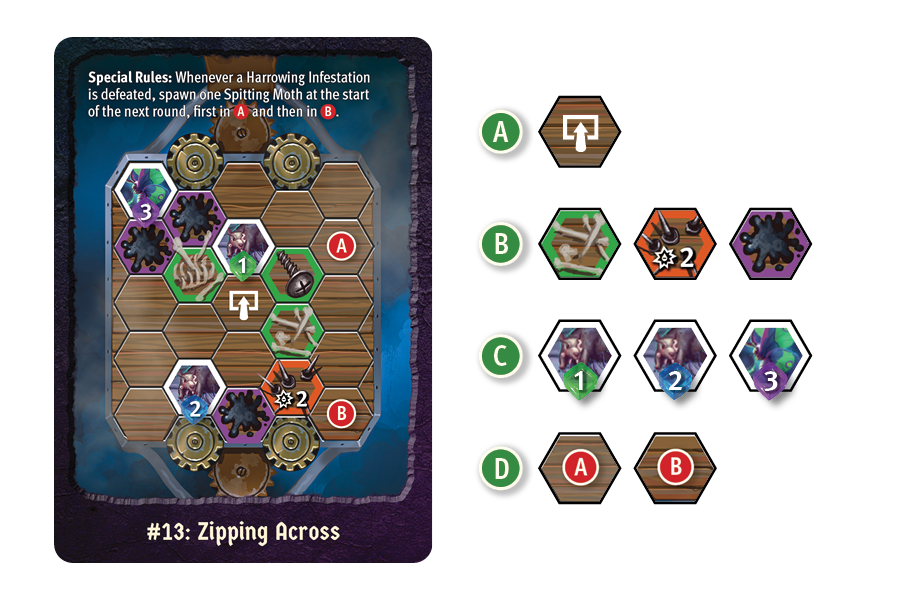 Special Rules: Whenever a Harrowing Infestation
is defeated, spawn one Spitting Moth at the start
of the next round, first in A and then in B.
3
1
A
2
2
B
#13: Zipping Across
A
B
2
C
1
2
3
D
A
B